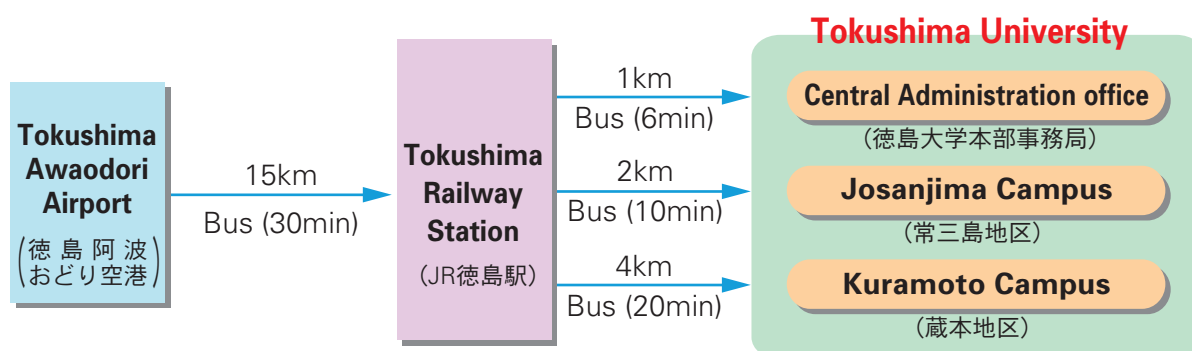 Tokushima
Awaodori
Airport
(徳島阿波
おどり空港)
15km
Bus (30min)
Tokushima
Railway
Station
(JR徳島駅)
1km
Bus (6min)
2km
Bus (10min)
4km
Bus (20min)
Tokushima University
Central Administration office
(徳島大学本部事務局)
Josanjima Campus
(常三島地区)
Kuramoto Campus
(蔵本地区)